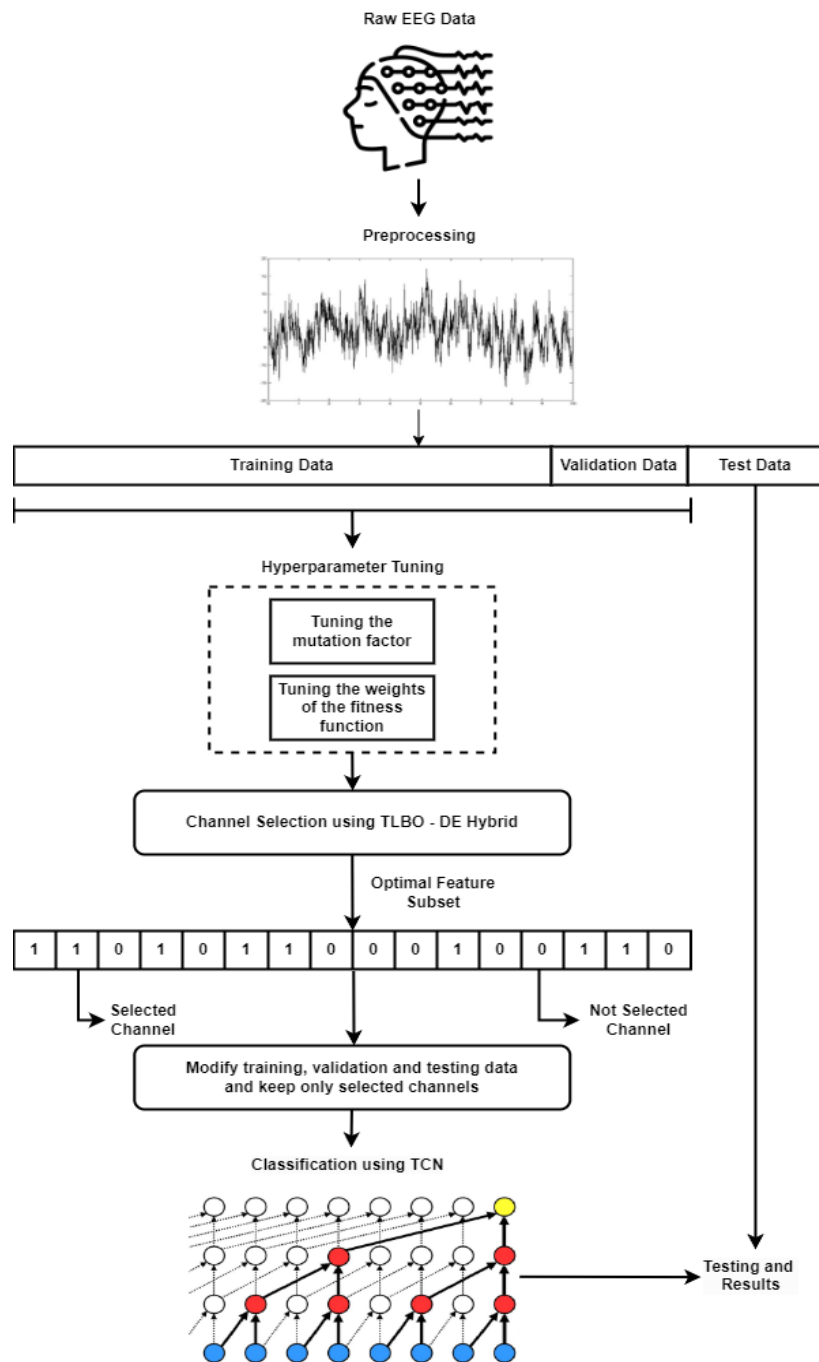 Raw EEG Data
Preprocessing
Training Data
Validation Data
Test Data
Hyperparameter Tuning
Tuning the
mutation factor
Tuning the weights
of the fitness
function
Channel Selection using TLBO - DE Hybrid
Optimal Feature
Subset
1 1 0 1 0 1 1 0 0 0 1 0 0 1 1 0
Selected
Channel
Not Selected
Channel
Modify training, validation and testing data
and keep only selected channels
Classification using TCN
Testing and
Results